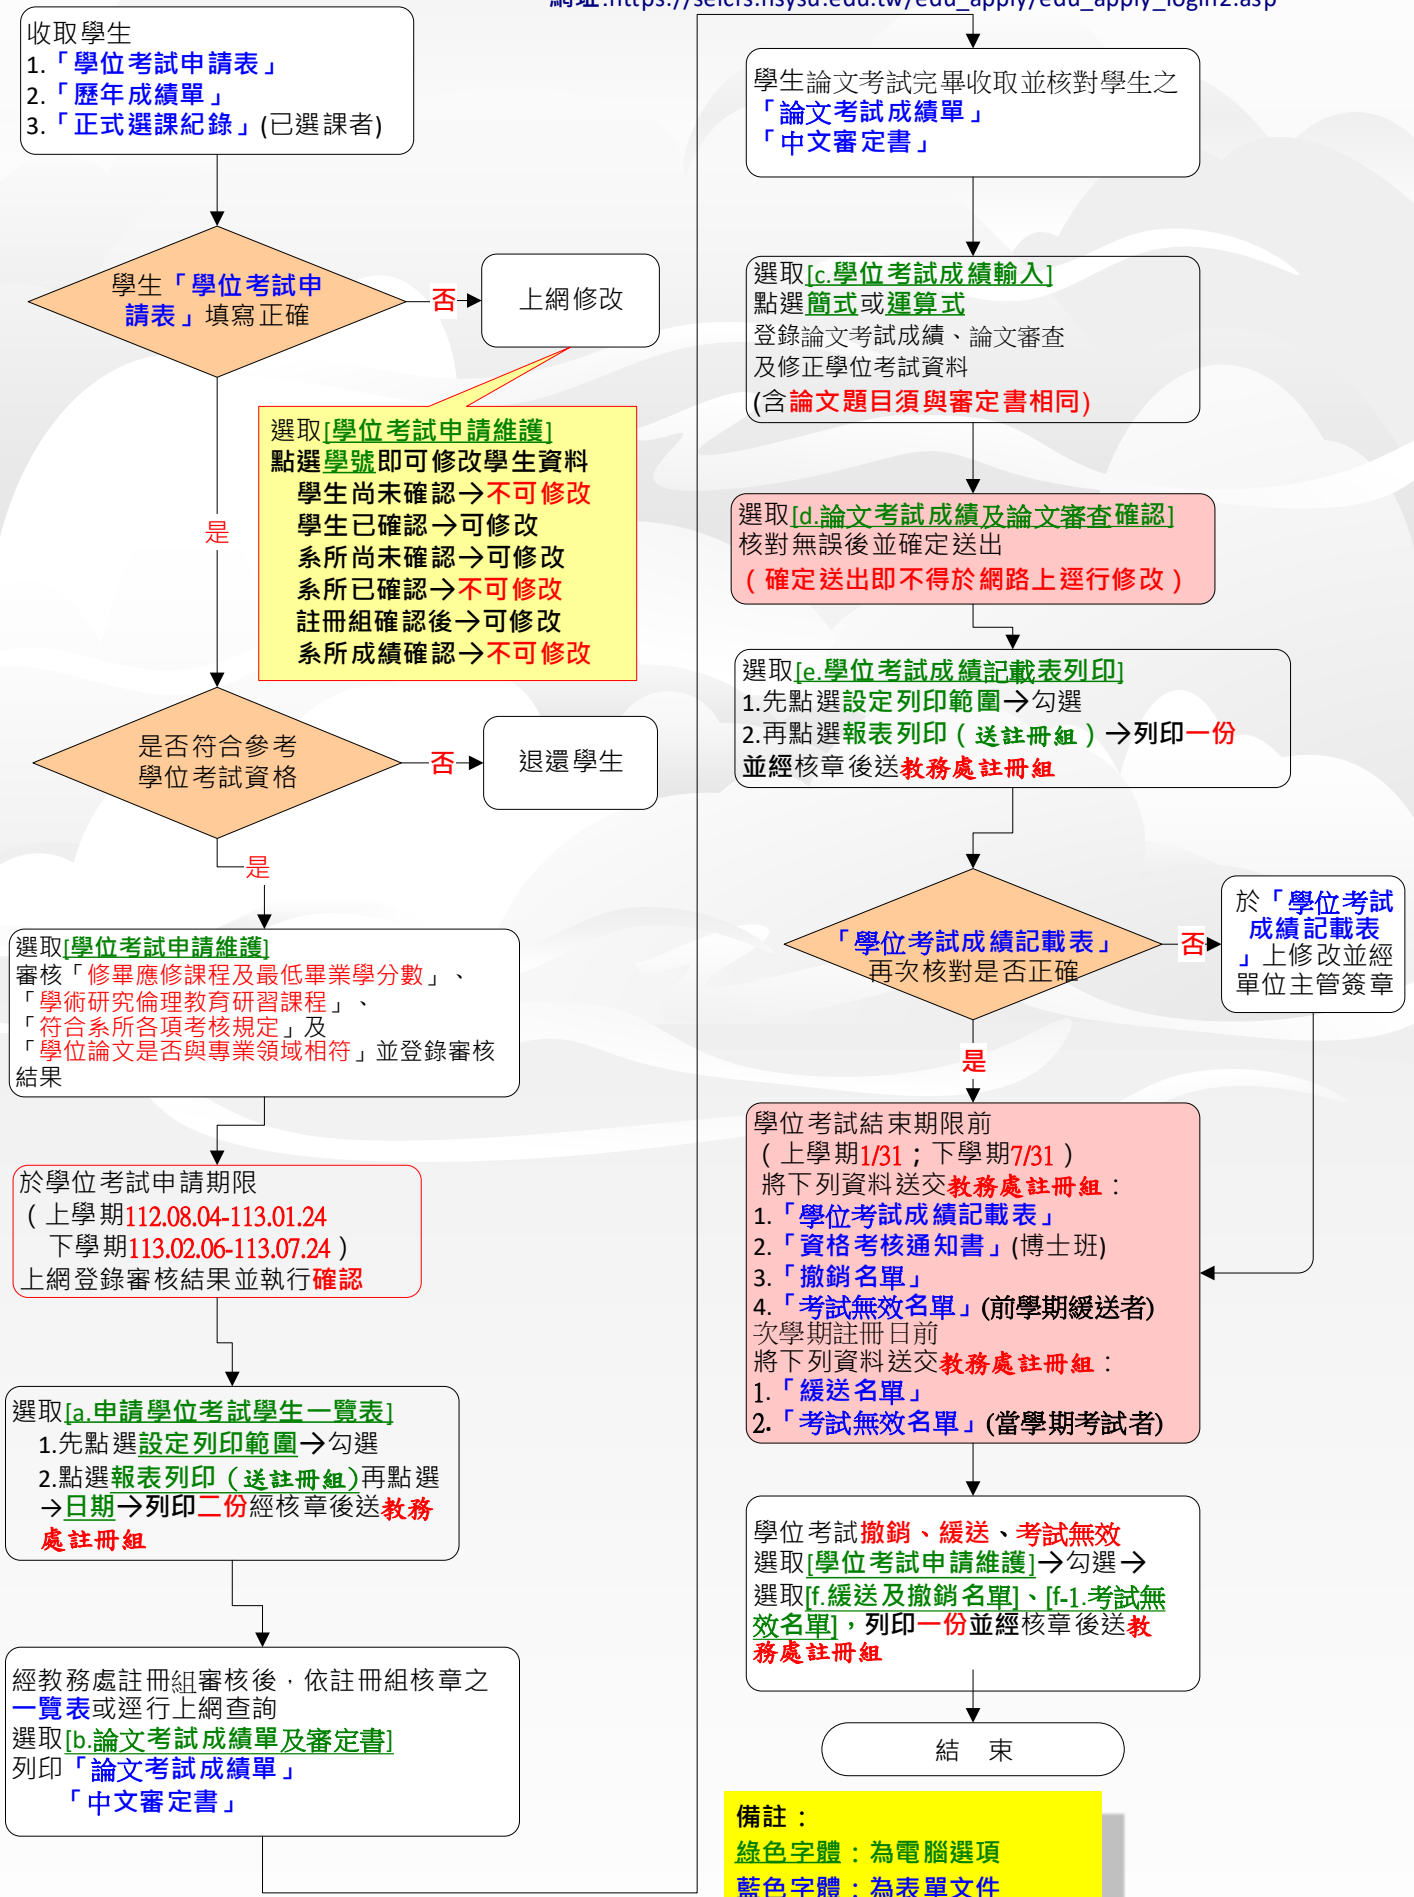 網址:https://selcrs.nsysu.edu.tw/edu_apply/edu_apply_login2.asp
收取學生
1.「學位考試申請表」
2.「歷年成績單」
3.「正式選課紀錄」(已選課者)
學生「學位考試申
請表」填寫正確
否
上網修改
選取[學位考試申請維護]
點選學號即可修改學生資料
學生尚未確認→不可修改
學生已確認→可修改
系所尚未確認→可修改
系所已確認→不可修改
註冊組確認後→可修改
系所成績確認→不可修改
是
是否符合參考
學位考試資格
否
退還學生
是
選取[學位考試申請維護]
審核「修畢應修課程及最低畢業學分數」、
「學術研究倫理教育研習課程」、
「符合系所各項考核規定」及
「學位論文是否與專業領域相符」並登錄審核
結果
於學位考試申請期限
(上學期112.08.04-113.01.24
下學期113.02.06-113.07.24)
上網登錄審核結果並執行確認
選取[a.申請學位考試學生一覽表]
1.先點選設定列印範圍→勾選
2.點選報表列印(送註冊組)再點選
→日期→列印二份經核章後送教務
處註冊組
經教務處註冊組審核後,依註冊組核章之
一覽表或逕行上網查詢
選取[b.論文考試成績單及審定書]
列印「論文考試成績單」
「中文審定書」
學生論文考試完畢收取並核對學生之
「論文考試成績單」
「中文審定書」
選取[c.學位考試成績輸入]
點選簡式或運算式
登錄論文考試成績、論文審查
及修正學位考試資料
(含論文題目須與審定書相同)
選取[d.論文考試成績及論文審查確認]
核對無誤後並確定送出
(確定送出即不得於網路上逕行修改)
選取[e.學位考試成績記載表列印]
1.先點選設定列印範圍→勾選
2.再點選報表列印(送註冊組)→列印一份
並經核章後送教務處註冊組
「學位考試成績記載表」
再次核對是否正確
否
於「學位考試
成績記載表
」上修改並經
單位主管簽章
是
學位考試結束期限前
(上學期1/31;下學期7/31)
將下列資料送交教務處註冊組:
1.「學位考試成績記載表」
2.「資格考核通知書」(博士班)
3.「撤銷名單」
4.「考試無效名單」(前學期緩送者)
次學期註冊日前
將下列資料送交教務處註冊組:
1.「緩送名單」
2.「考試無效名單」(當學期考試者)
學位考試撤銷、緩送、考試無效
選取[學位考試申請維護]→勾選→
選取[f.緩送及撤銷名單]、[f-1.考試無
效名單],列印一份並經核章後送教
務處註冊組
結 束
備註:
綠色字體:為電腦選項
藍色字體:為表單文件